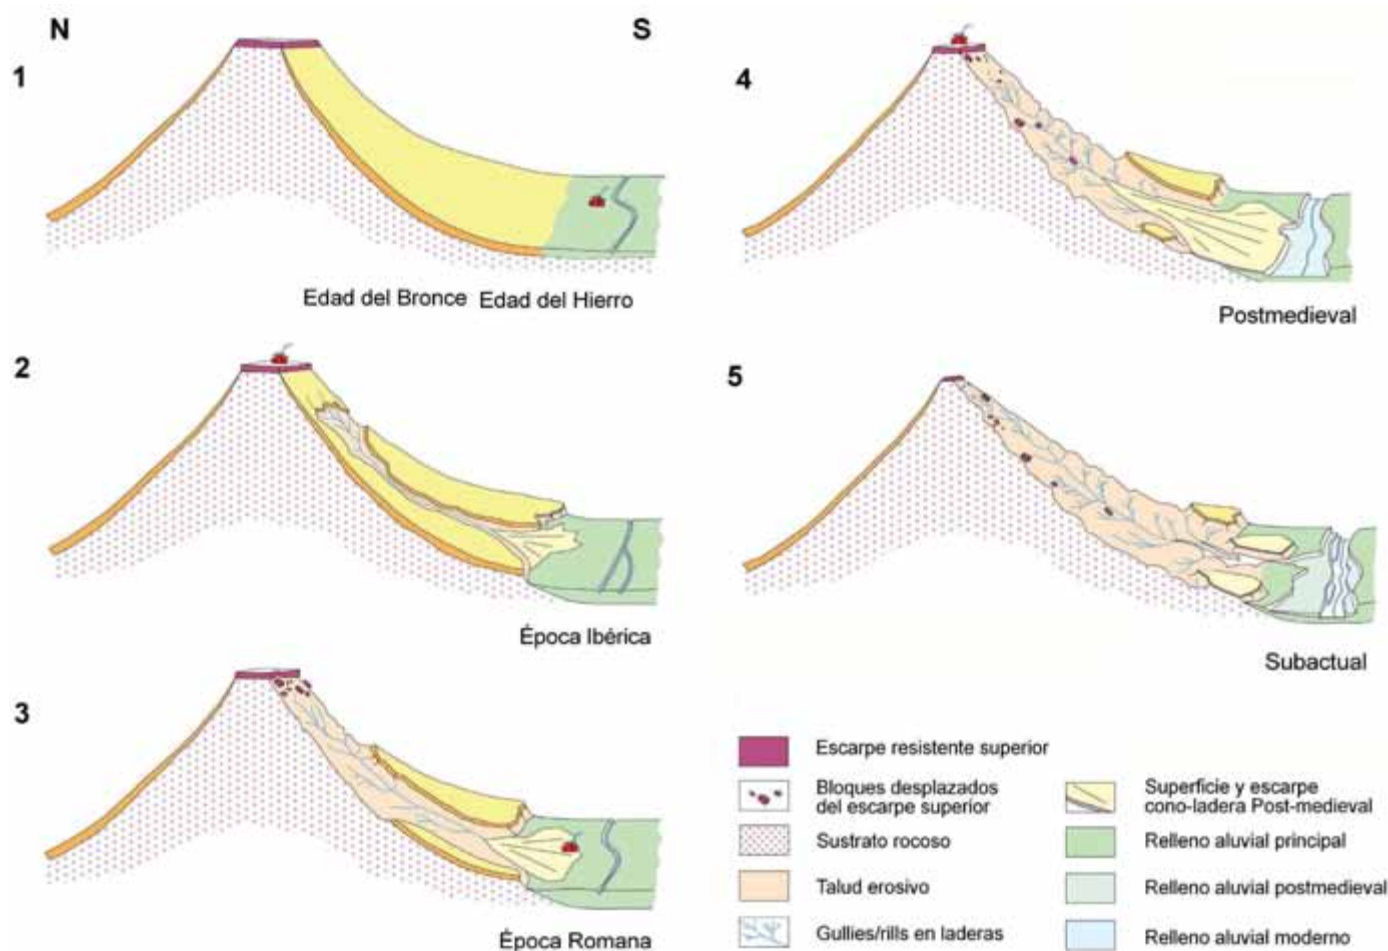 N
S
1
Edad del Bronce Edad del Hierro
2
Época Ibérica
3
Época Romana
4
Postmedieval
5
Subactual
Escarpe resistente superior
Bloques desplazados
del escarpe superior
Sustrato rocoso
Talud erosivo
Gullies/rills en laderas
Superfície y escarpe
cono-ladera Post-medieval
Relleno aluvial principal
Relleno aluvial postmedieval
Relleno aluvial moderno